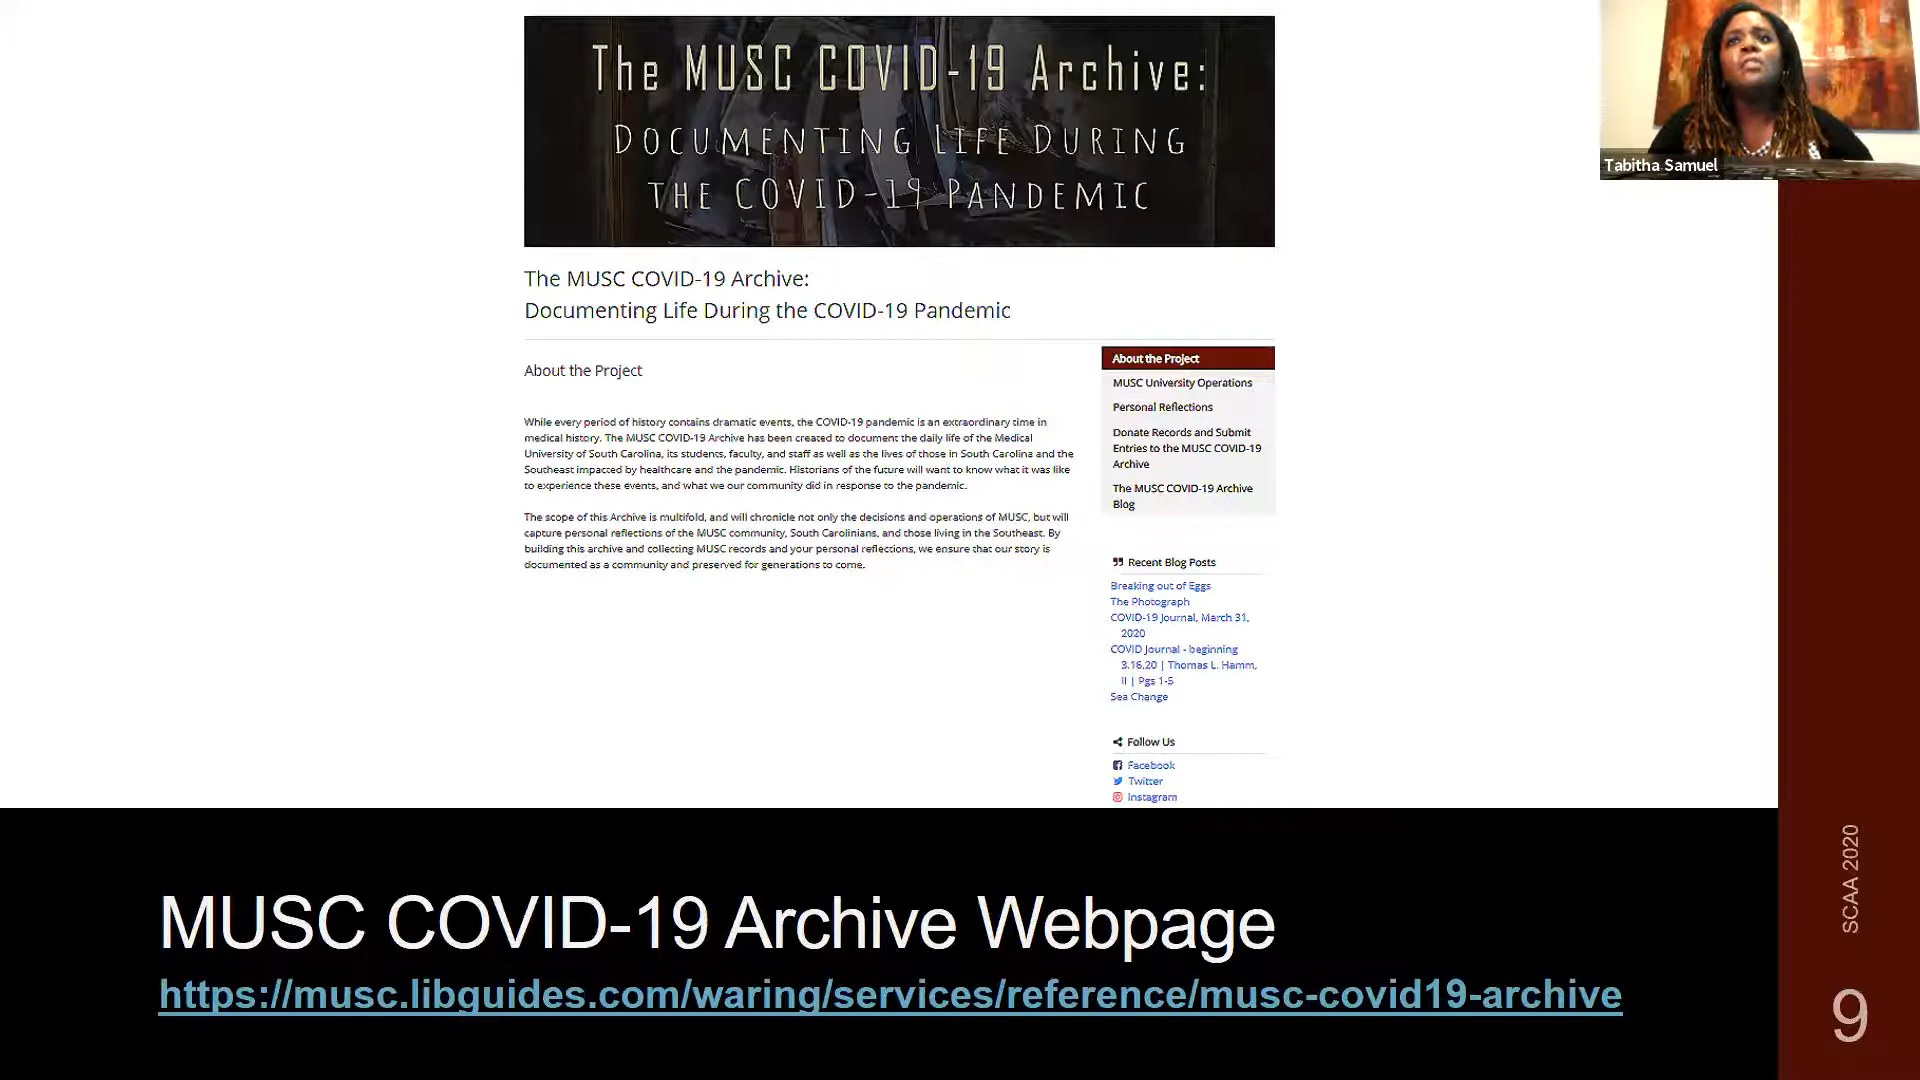 The MUSC COVID-19 Archive:
DOCUMENTING LIFE DURING
THE COVID-19 PANDEMIC
Tabitha Samuel
The MUSC COVID-19 Archive:
Documenting Life During the COVID-19 Pandemic
About the Project
While every period of history contains dramatic events, the COVID-19 pandemic is an extraordinary time in
medical history. The MUSC COVID-19 Archive has been created to document the daily life of the Medical
University of South Carolina, its students, faculty, and staff as well as the lives of those in South Carolina and the
Southeast impacted by healthcare and the pandemic. Historians of the future will want to know what it was like
to experience these events, and what we our community did in response to the pandemic.
The scope of this Archive is multifold, and will chronicle not only the decisions and operations of MUSC, but will
capture personal reflections of the MUSC community, South Carolinians, and those living in the Southeast. By
building this archive and collecting MUSC records and your personal reflections, we ensure that our story is
documented as a community and preserved for generations to come.
About the Project
MUSC University Operations
Personal Reflections
Donate Records and Submit
Entries to the MUSC COVID-19
Archive
The MUSC COVID-19 Archive
Blog
Recent Blog Posts
Breaking out of Eggs
The Photograph
COVID-19 Journal, March 31,
2020
COVID Journal - beginning
3.16.20 | Thomas L. Hamm,
II | Pgs 1-5
Sea Change
Follow Us
Facebook
Twitter
Instagram
MUSC COVID-19 Archive Webpage
https://musc.libguides.com/waring/services/reference/musc-covid19-archive
SCAA 2020
9